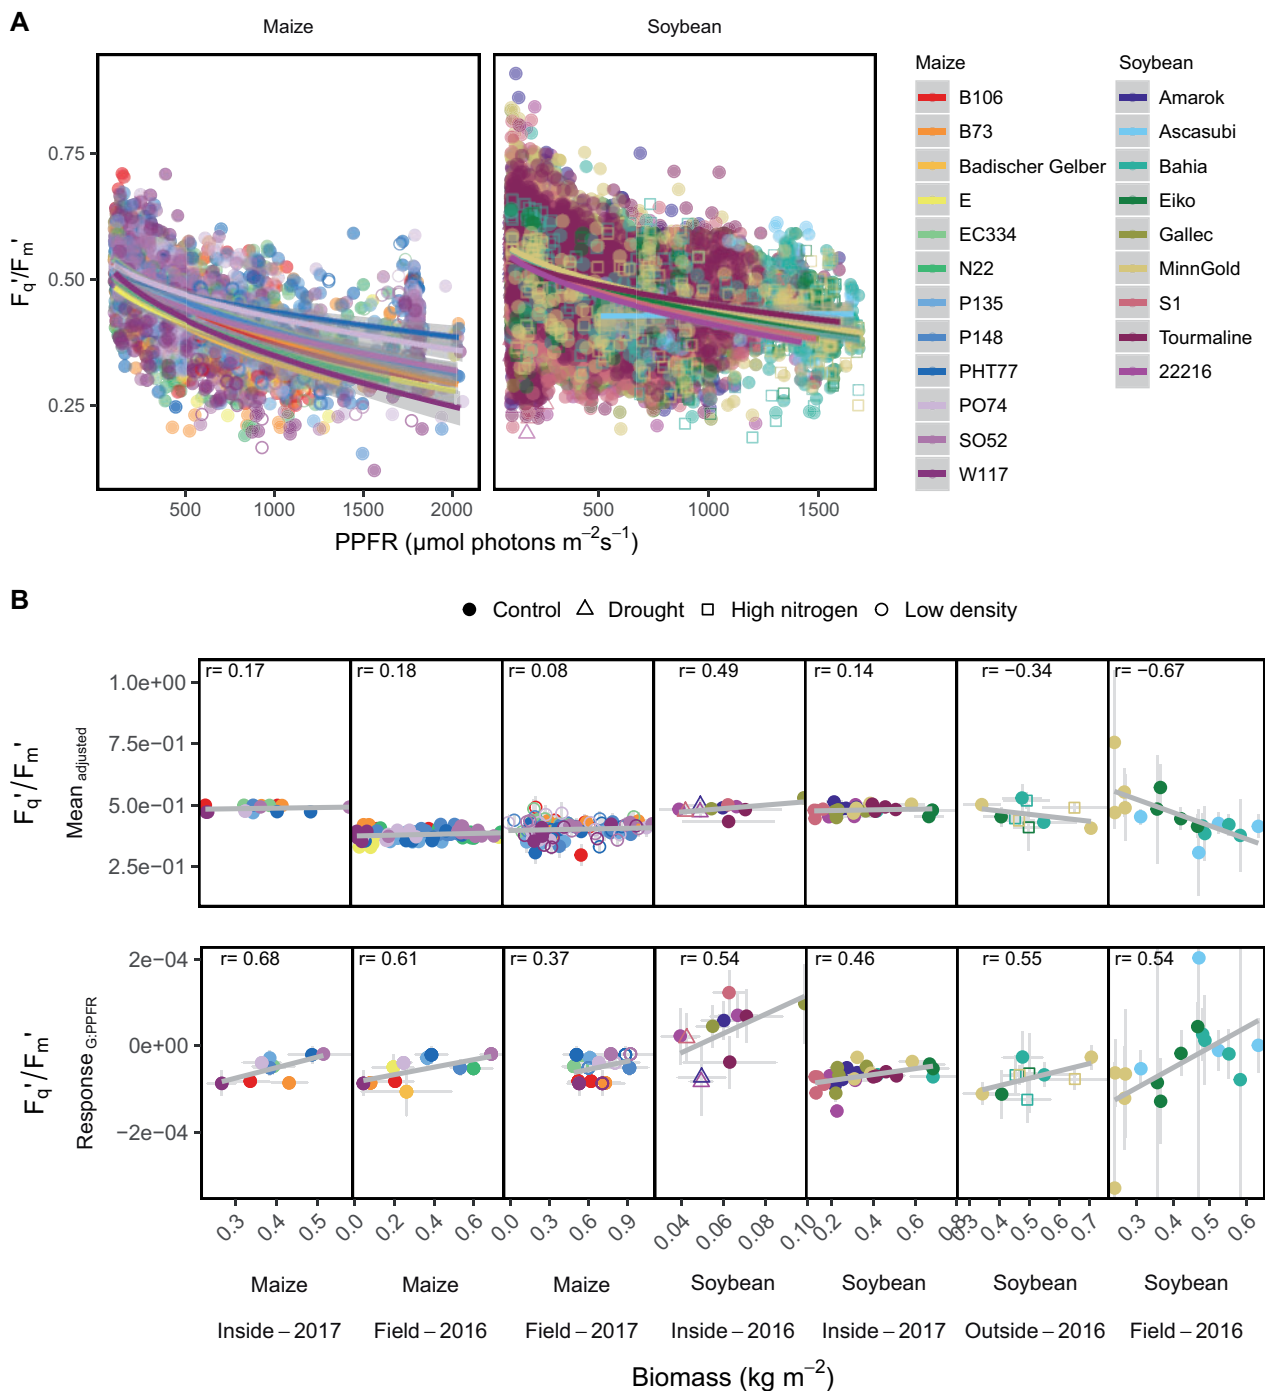 A
Maize
Soybean
0.75
0.50
0.25
Fq'/Fm'
500
1000
1500
2000
500
1000
1500
PPFR (µmol photons m−2s−1)
Maize
B106
B73
Badischer Gelber
E
EC334
N22
P135
P148
PHT77
PO74
SO52
W117
Soybean
Amarok
Ascasubi
Bahia
Eiko
Gallec
MinnGold
S1
Tourmaline
22216
B
Control
Drought
High nitrogen
Low density
r= 0.17
r= 0.18
r= 0.08
r= 0.49
r= 0.14
r= −0.34
r= −0.67
1.0e+00
7.5e−01
5.0e−01
2.5e−01
Fq'/Fm'
Mean adjusted
r= 0.68
r= 0.61
r= 0.37
r= 0.54
r= 0.46
r= 0.55
r= 0.54
2e−04
0e+00
−2e−04
Fq'/Fm'
Response G:PPFR
0.3 0.4 0.5
0.0 0.2 0.4 0.6
0.0 0.3 0.6 0.9
0.04 0.06 0.08 0.10
0.2 0.4 0.6 0.8
0.3 0.4 0.5 0.6 0.7
0.3 0.4 0.5 0.6
Maize
Maize
Maize
Soybean
Soybean
Soybean
Soybean
Inside – 2017
Field – 2016
Field – 2017
Inside – 2016
Inside – 2017
Outside – 2016
Field – 2016
Biomass (kg m−2)